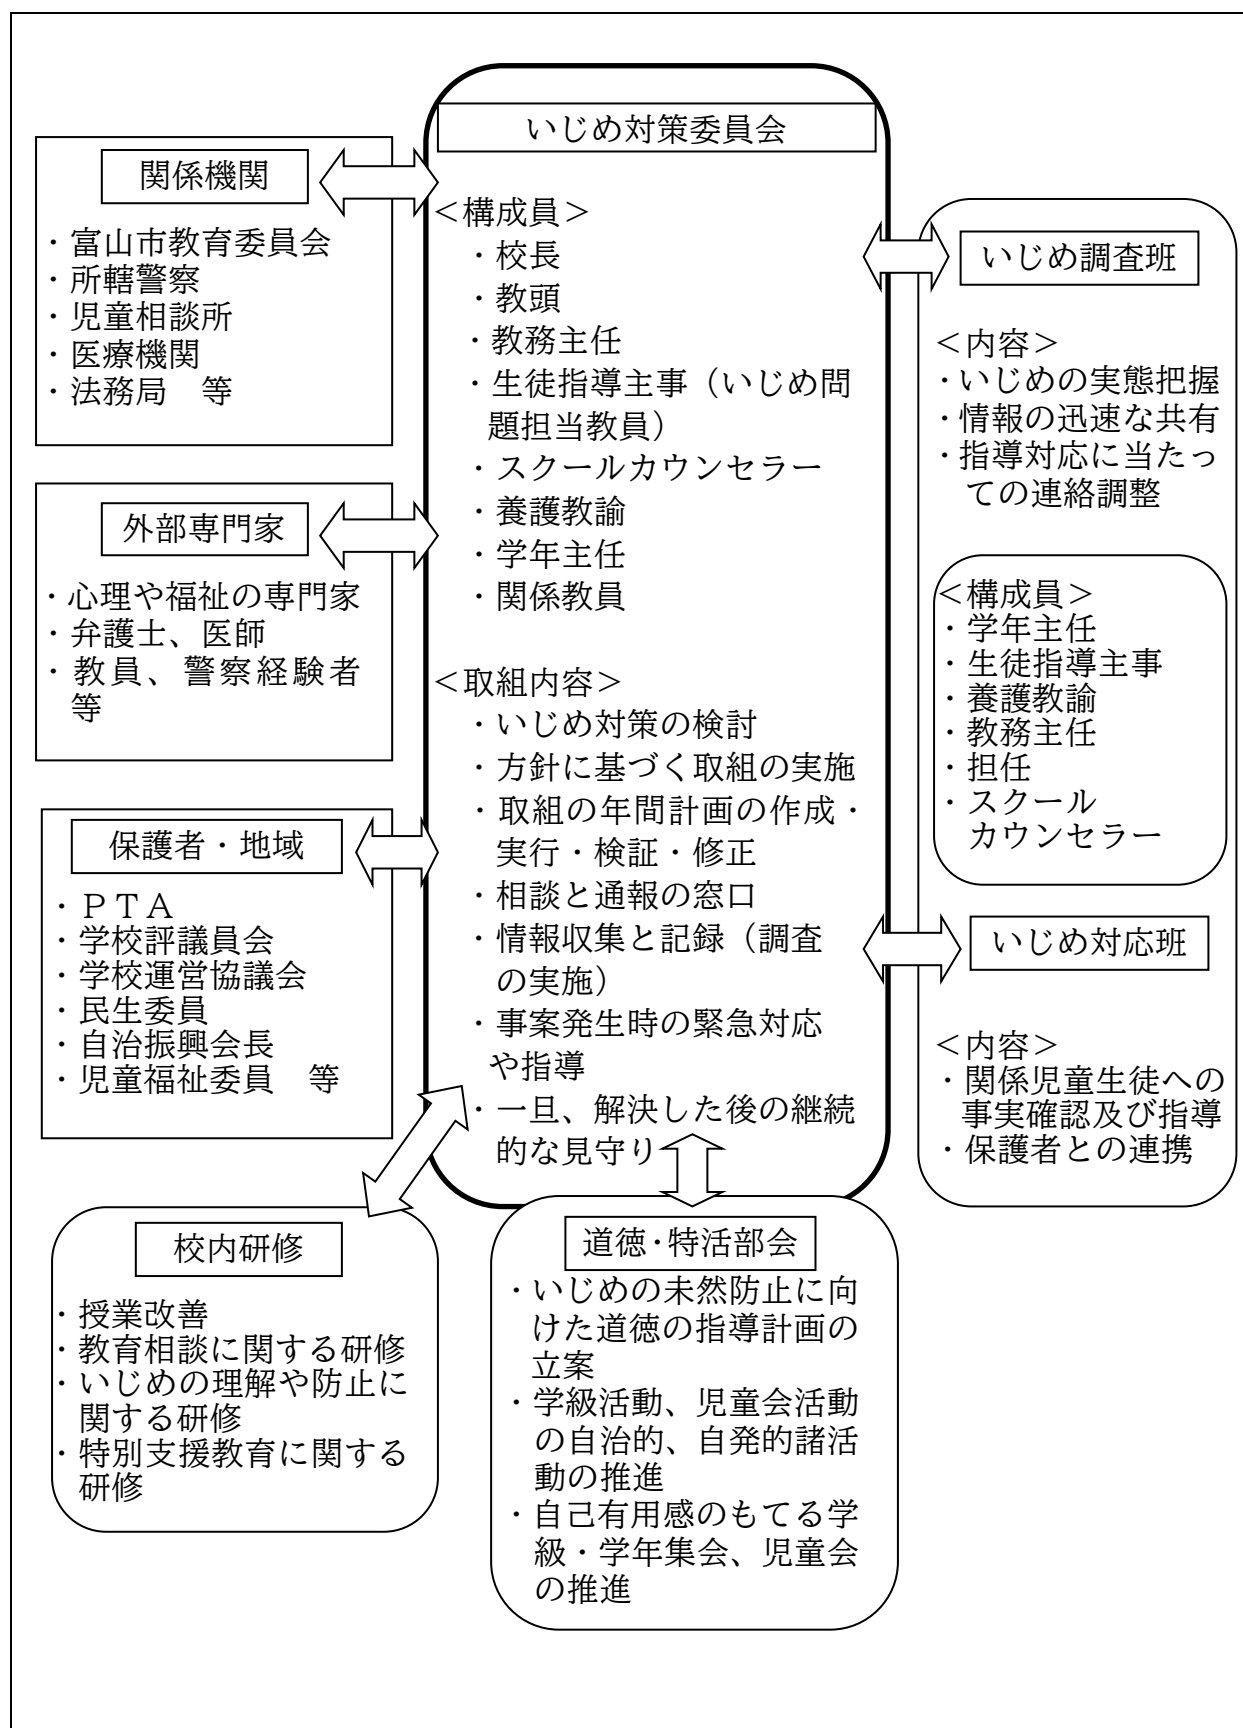 いじめ対策委員会
＜構成員＞
・校長
・教頭
・教務主任
・生徒指導主事（いじめ問
題担当教員）
・スクールカウンセラー
・養護教諭
・学年主任
・関係教員
＜取組内容＞
・いじめ対策の検討
・方針に基づく取組の実施
・取組の年間計画の作成・
実行・検証・修正
・相談と通報の窓口
・情報収集と記録（調査
の実施）
・事案発生時の緊急対応
や指導
・一旦、解決した後の継続
的な見守り
関係機関
・富山市教育委員会
・所轄警察
・児童相談所
・医療機関
・法務局　等
外部専門家
・心理や福祉の専門家
・弁護士、医師
・教員、警察経験者
等
保護者・地域
・ＰＴＡ
・学校評議員会
・学校運営協議会
・民生委員
・自治振興会長
・児童福祉委員　等
いじめ調査班
＜内容＞
・いじめの実態把握
・情報の迅速な共有
・指導対応に当たっ
ての連絡調整
＜構成員＞
・学年主任
・生徒指導主事
・養護教諭
・教務主任
・担任
・スクール
カウンセラー
いじめ対応班
＜内容＞
・関係児童生徒への
事実確認及び指導
・保護者との連携
校内研修
・授業改善
・教育相談に関する研修
・いじめの理解や防止に
関する研修
・特別支援教育に関する
研修
道徳・特活部会
・いじめの未然防止に向
けた道徳の指導計画の
立案
・学級活動、児童会活動
の自治的、自発的諸活
動の推進
・自己有用感のもてる学
級・学年集会、児童会
の推進